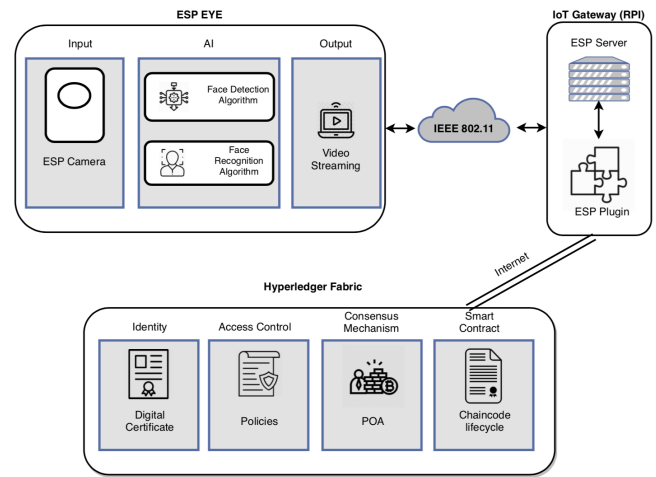 ESP EYE
Input
AI
Output
ESP Camera
Face Detection
Algorithm
Face
Recognition
Algorithm
Video
Streaming
IEEE 802.11
IoT Gateway (RPI)
ESP Server
ESP Plugin
Internet
Hyperledger Fabric
Identity
Access Control
Consensus
Mechanism
Smart
Contract
Digital
Certificate
Policies
POA
Chaincode
lifecycle